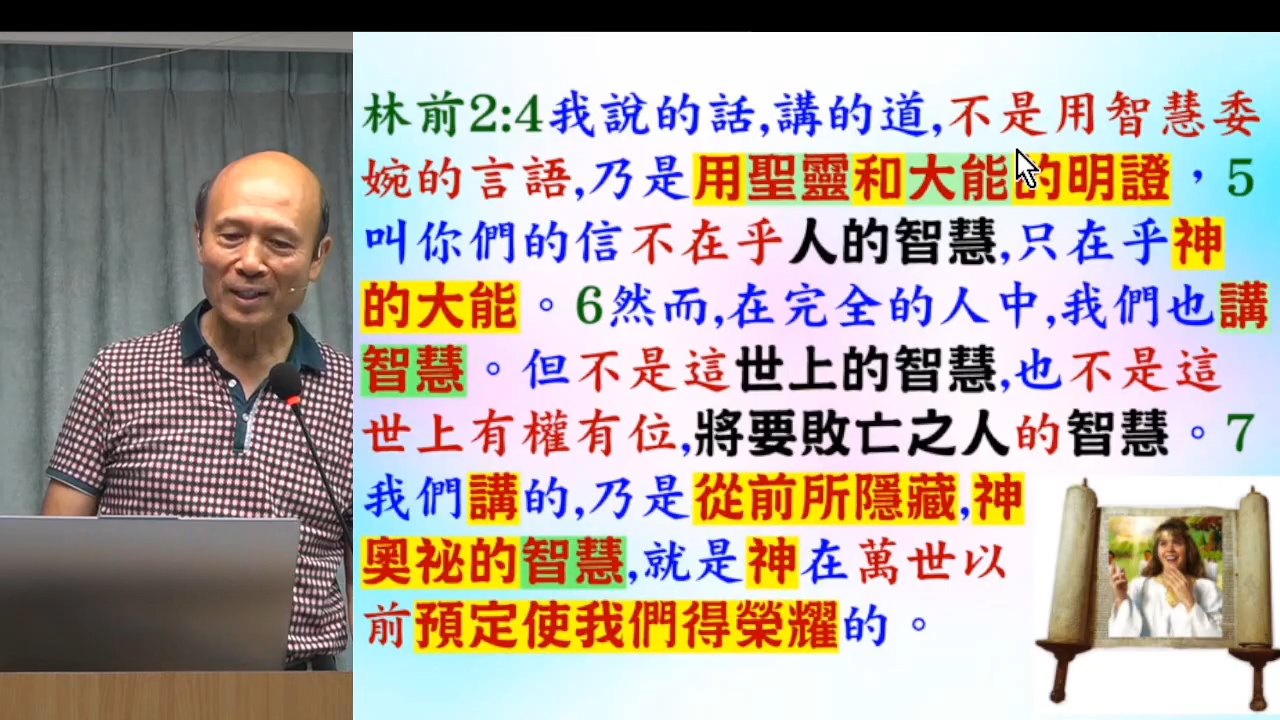 林前2:4我說的話,講的道,不是用智慧委
婉的言語,乃是用聖靈和大能的明證，5
叫你們的信不在乎人的智慧,只在乎神
的大能。6然而,在完全的人中,我們也講
智慧。但不是這世上的智慧,也不是這
世上有權有位,將要敗亡之人的智慧。7
我們講的,乃是從前所隱藏,神
奧祕的智慧,就是神在萬世以
前預定使我們得榮耀的。